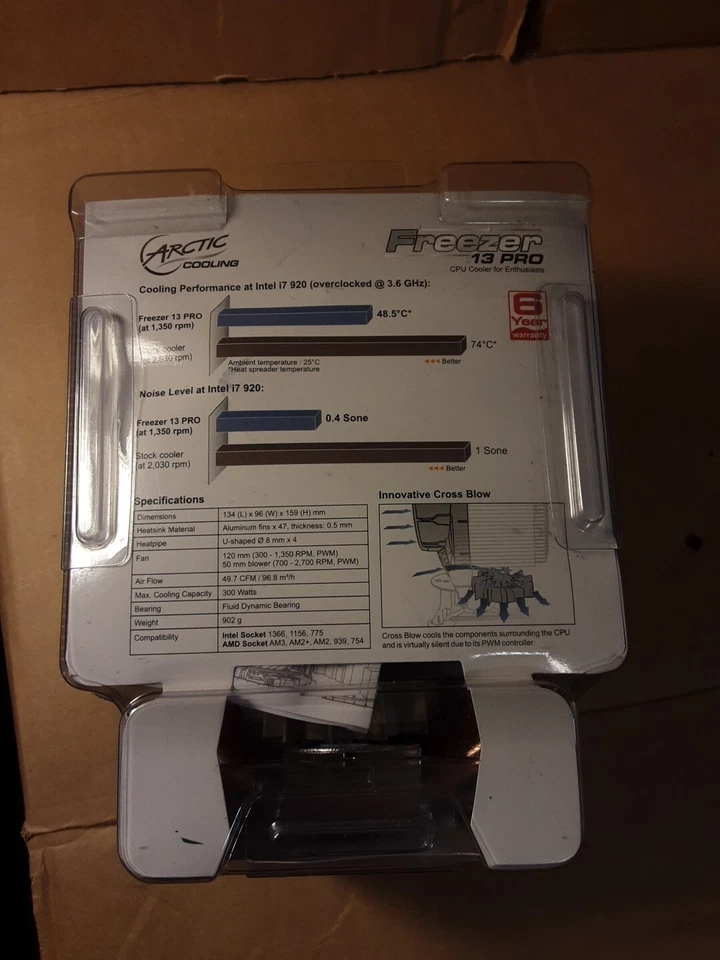 ARCTIC
COOLING
Freezer
13 PRO
CPU Cooler for Enthusiasts
Cooling Performance at Intel i7 920 (overclocked @ 3.6 GHz):
6
Year
warranty
Freezer 13 PRO
(at 1,350 rpm)
48.5°C*
Stock cooler
(at 2,030 rpm)
74°C*
Ambient temperature : 25°C
*Heat spreader temperature
◄◄◄ Better
Noise Level at Intel i7 920:
Freezer 13 PRO
(at 1,350 rpm)
0.4 Sone
Stock cooler
(at 2,030 rpm)
1 Sone
◄◄◄ Better
Specifications
Dimensions 134 (L) x 96 (W) x 159 (H) mm
Heatsink Material Aluminum fins x 47, thickness: 0.5 mm
Heatpipe U-shaped Ø 8 mm x 4
Fan 120 mm (300 - 1,350 RPM, PWM)
50 mm blower (700 - 2,700 RPM, PWM)
Air Flow 49.7 CFM / 96.8 m³/h
Max. Cooling Capacity 300 Watts
Bearing Fluid Dynamic Bearing
Weight 902 g
Compatibility Intel Socket 1366, 1156, 775
AMD Socket AM3, AM2+, AM2, 939, 754
Innovative Cross Blow
Cross Blow cools the components surrounding the CPU
and is virtually silent due to its PWM controller.